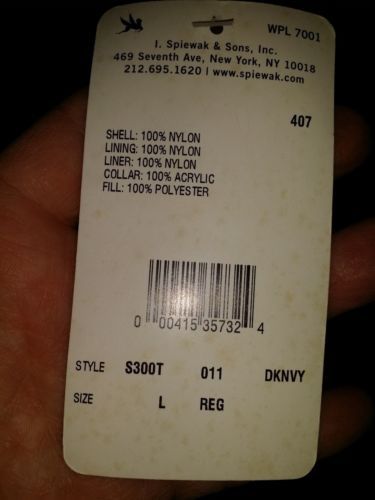 WPL 7001
I. Spiewak & Sons, Inc.
469 Seventh Ave, New York, NY 10018
212.695.1620 | www.spiewak.com
407
SHELL: 100% NYLON
LINING: 100% NYLON
LINER: 100% NYLON
COLLAR: 100% ACRYLIC
FILL: 100% POLYESTER
0 00415 35732 4
STYLE S300T 011 DKNVY
SIZE L REG